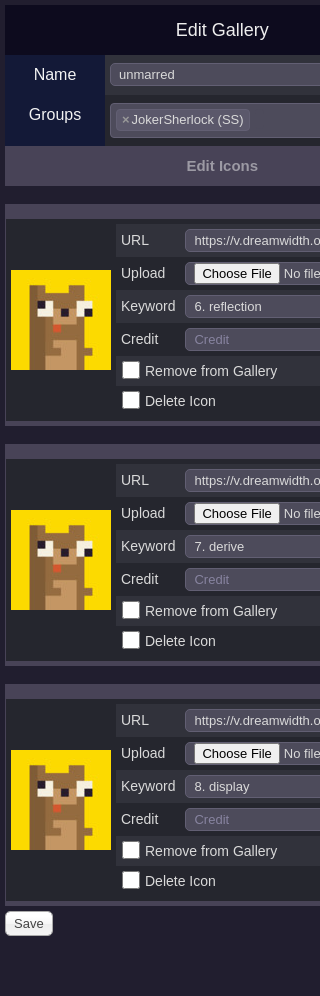 Edit Gallery
Name unmarred
Groups ×JokerSherlock (SS)
Edit Icons
URL https://v.dreamwidth.o
Upload Choose File No file
Keyword 6. reflection
Credit Credit
Remove from Gallery
Delete Icon
URL https://v.dreamwidth.o
Upload Choose File No file
Keyword 7. derive
Credit Credit
Remove from Gallery
Delete Icon
URL https://v.dreamwidth.o
Upload Choose File No file
Keyword 8. display
Credit Credit
Remove from Gallery
Delete Icon
Save